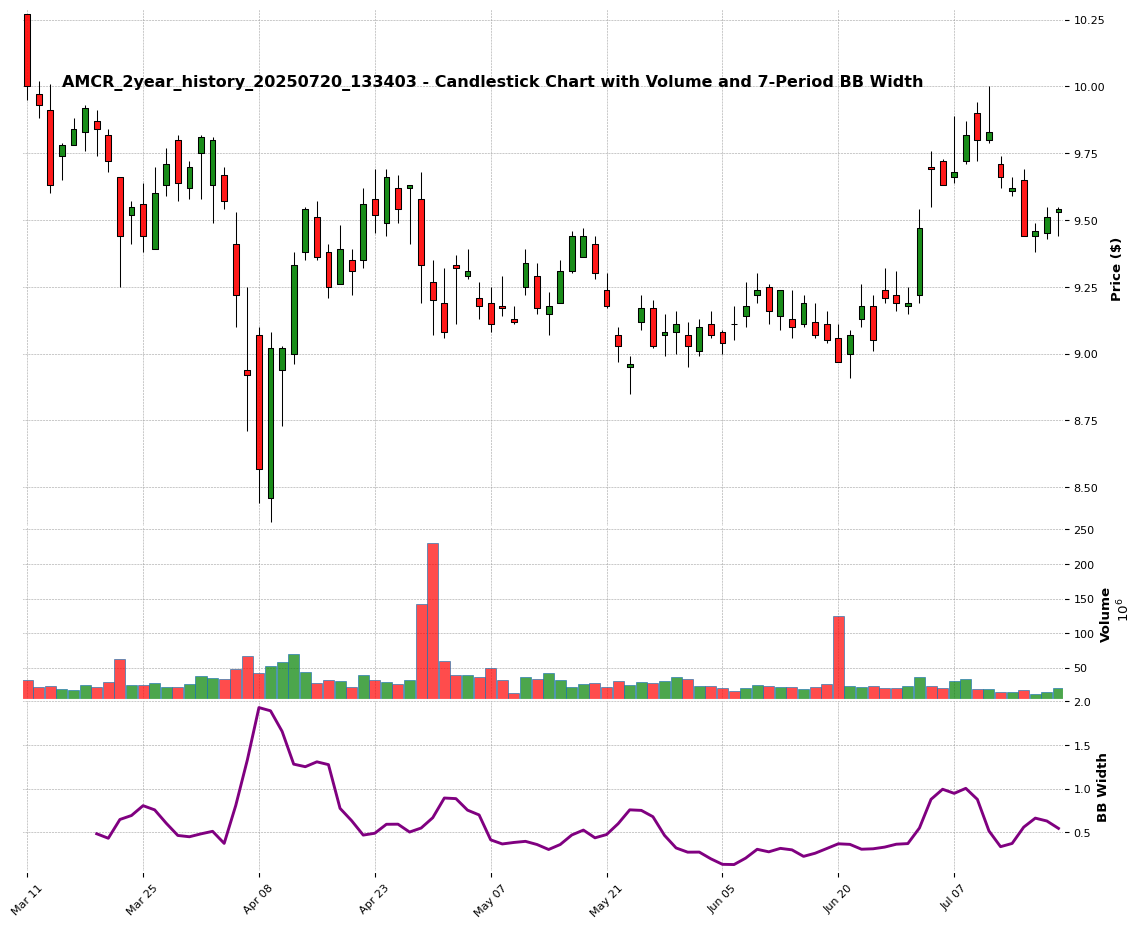 AMCR_2year_history_20250720_133403 - Candlestick Chart with Volume and 7-Period BB Width
10.25
10.00
9.75
9.50
9.25
9.00
8.75
8.50
Price ($)
250
200
150
100
50
Volume
10^6
2.0
1.5
1.0
0.5
BB Width
Mar 11
Mar 25
Apr 08
Apr 23
May 07
May 21
Jun 05
Jun 20
Jul 07